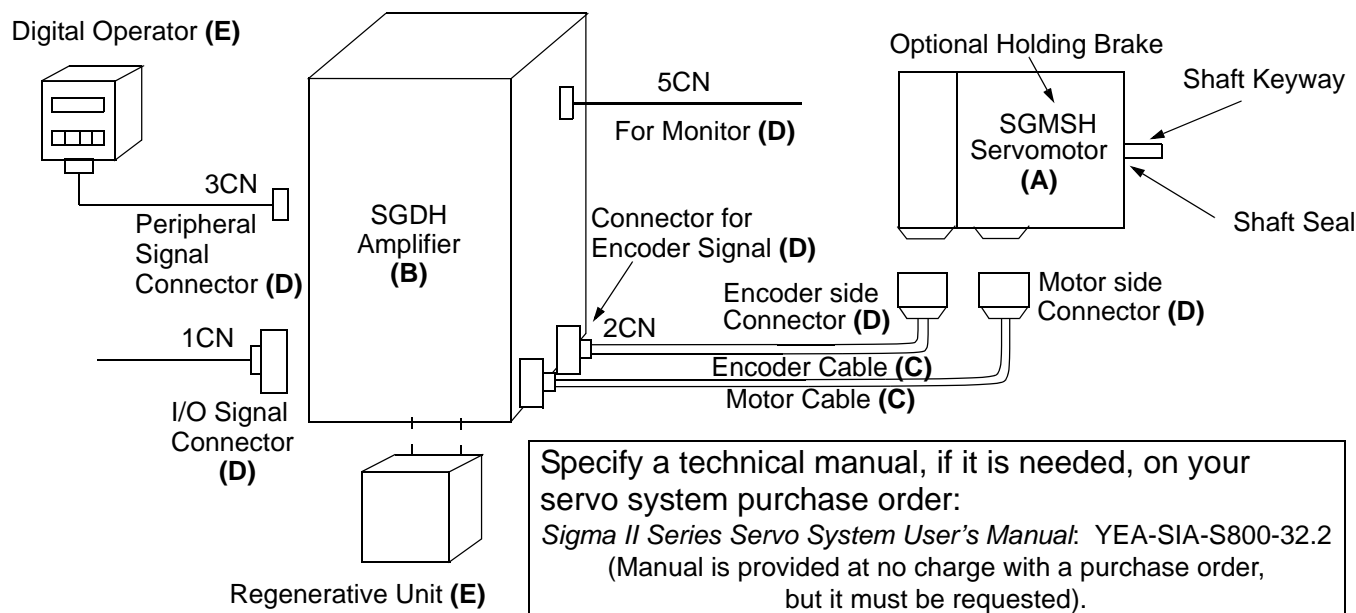 Digital Operator (E)
3CN
Peripheral
Signal
Connector (D)
1CN
I/O Signal
Connector
(D)
SGDH
Amplifier
(B)
Regenerative Unit (E)
5CN
For Monitor (D)
Connector for
Encoder Signal (D)
2CN
Encoder side
Connector (D)
Encoder Cable (C)
Motor Cable (C)
Optional Holding Brake
SGMSH
Servomotor
(A)
Shaft Keyway
Shaft Seal
Motor side
Connector (D)
Specify a technical manual, if it is needed, on your
servo system purchase order:
Sigma II Series Servo System User's Manual: YEA-SIA-S800-32.2
(Manual is provided at no charge with a purchase order,
but it must be requested).